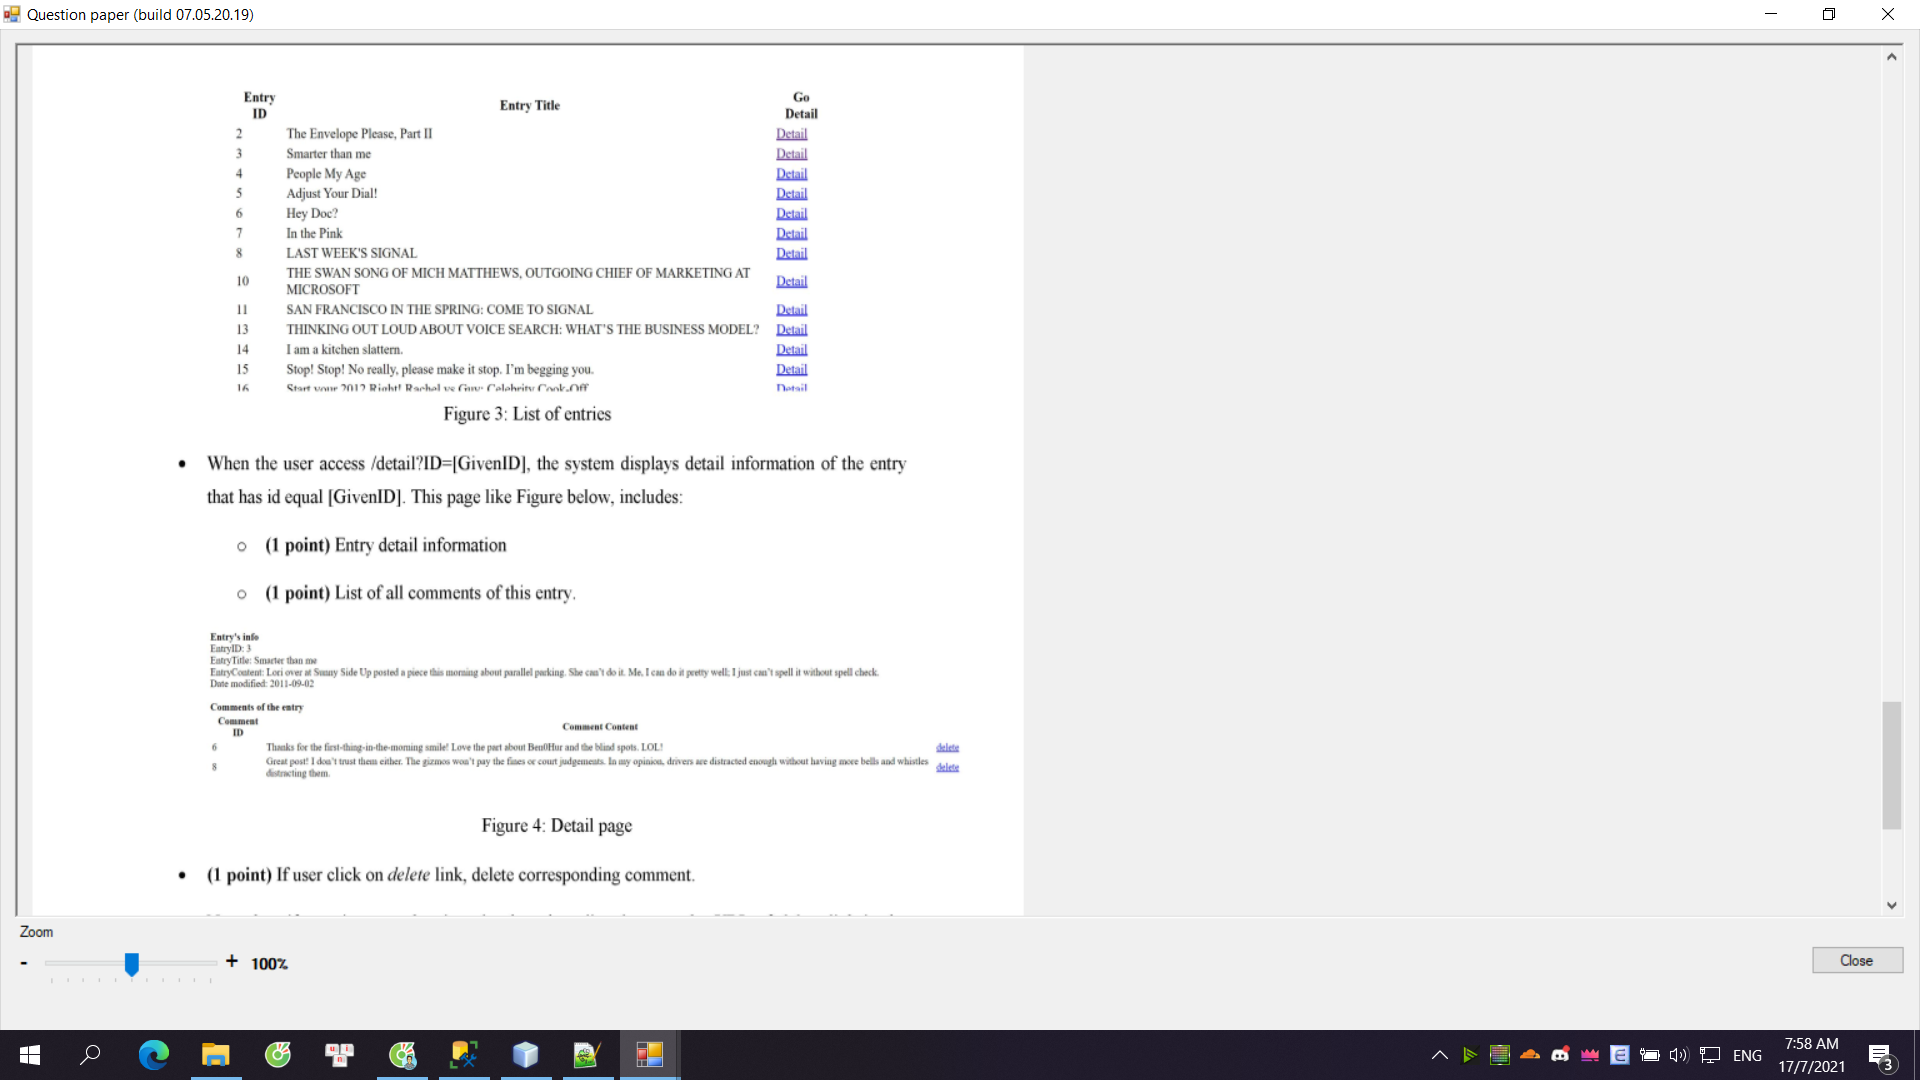 Question paper (build 07.05.20.19)
Entry ID Entry Title Go Detail
2 The Envelope Please, Part II Detail
3 Smarter than me Detail
4 People My Age Detail
5 Adjust Your Dial! Detail
6 Hey Doc? Detail
7 In the Pink Detail
8 LAST WEEK'S SIGNAL Detail
10 THE SWAN SONG OF MICH MATTHEWS, OUTGOING CHIEF OF MARKETING AT Detail
MICROSOFT
11 SAN FRANCISCO IN THE SPRING: COME TO SIGNAL Detail
13 THINKING OUT LOUD ABOUT VOICE SEARCH: WHAT'S THE BUSINESS MODEL? Detail
14 I am a kitchen slattern. Detail
15 Stop! Stop! No really, please make it stop. I'm begging you. Detail
16 Start your 2012 Right! Rachel vs Guy: Celebrity Cook-Off Detail
Figure 3: List of entries
• When the user access /detail?ID=[GivenID], the system displays detail information of the entry
that has id equal [GivenID]. This page like Figure below, includes:
o (1 point) Entry detail information
o (1 point) List of all comments of this entry.
Entry's info
EntryID: 3
EntryTitle: Smarter than me
EntryContent: Lori over at Sunny Side Up posted a piece this morning about parallel parking. She can't do it. Me, I can do it pretty well; I just can't spell it without spell check.
Date modified: 2011-09-02
Comments of the entry
Comment ID Comment Content
6 Thanks for the first-thing-in-the-morning smile! Love the part about Ben0Hur and the blind spots. LOL! delete
8 Great post! I don't trust them either. The gizmos won't pay the fines or court judgements. In my opinion, drivers are distracted enough without having more bells and whistles delete
distracting them.
Figure 4: Detail page
• (1 point) If user click on delete link, delete corresponding comment.
Zoom
- + 100%
Close
ENG
7:58 AM
17/7/2021
3